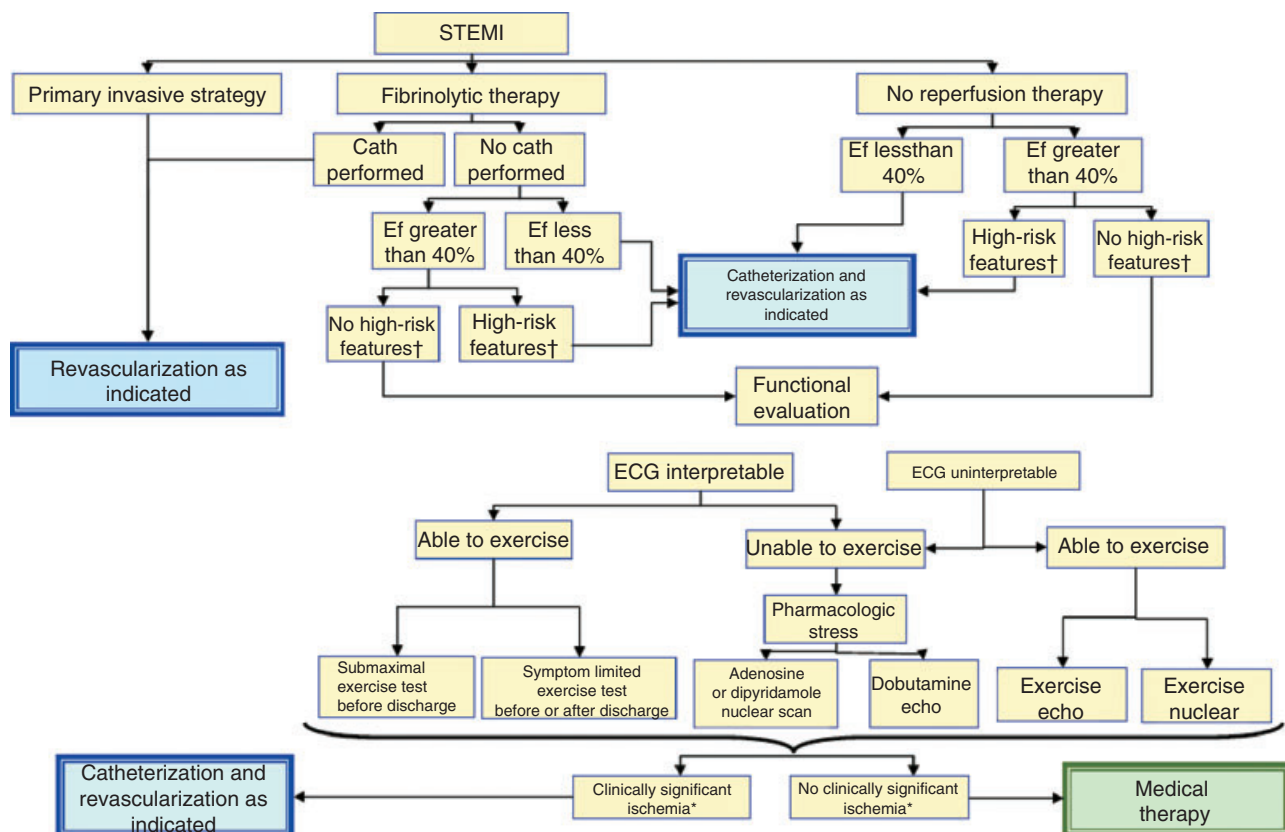 STEMI
Primary invasive strategy
Fibrinolytic therapy
No reperfusion therapy
Cath
performed
No cath
performed
Ef lessthan
40%
Ef greater
than 40%
Ef greater
than 40%
Ef less
than 40%
High-risk
features†
No high-risk
features†
Catheterization and
revascularization as
indicated
No high-risk
features†
High-risk
features†
Revascularization as
indicated
Functional
evaluation
ECG interpretable
ECG uninterpretable
Able to exercise
Unable to exercise
Able to exercise
Pharmacologic
stress
Submaximal
exercise test
before discharge
Symptom limited
exercise test
before or after discharge
Adenosine
or dipyridamole
nuclear scan
Dobutamine
echo
Exercise
echo
Exercise
nuclear
Catheterization and
revascularization as
indicated
Clinically significant
ischemia*
No clinically significant
ischemia*
Medical
therapy